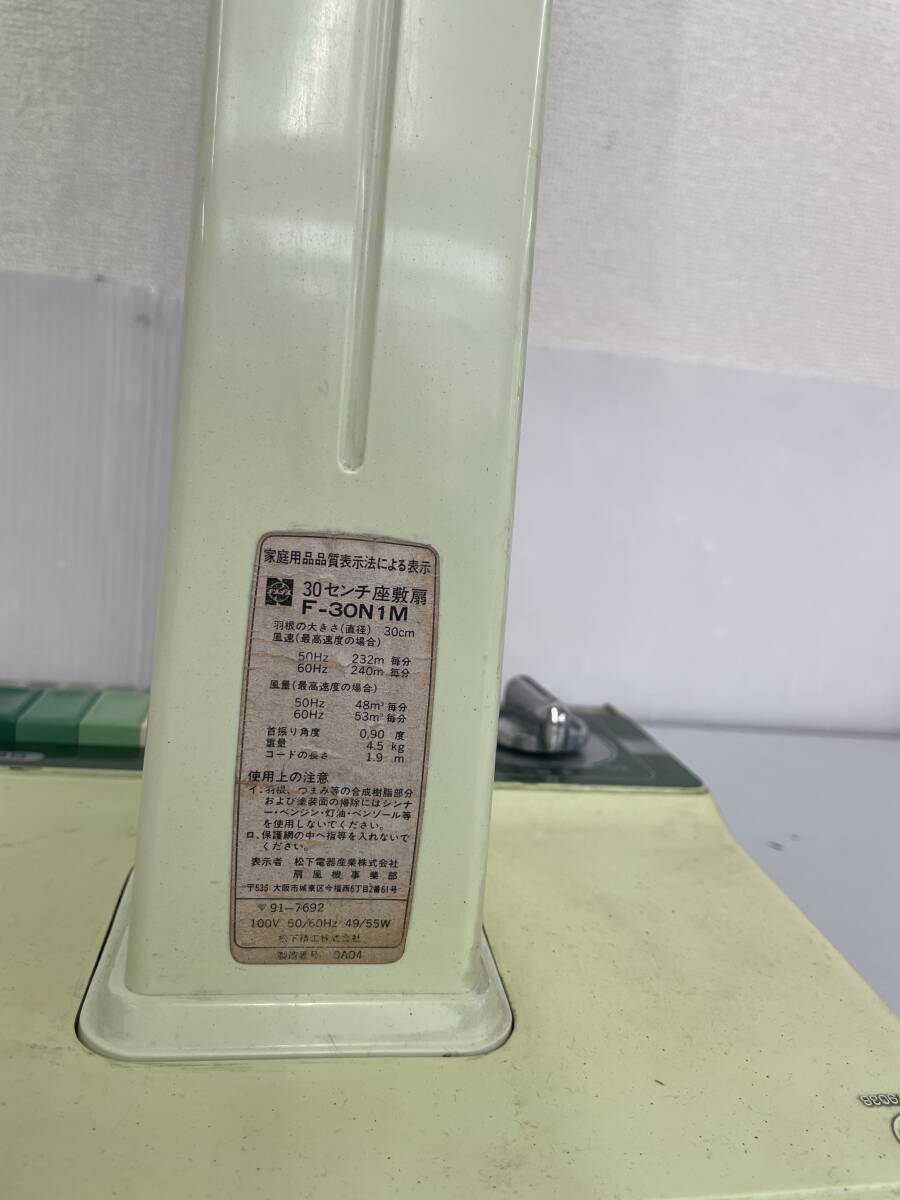 家庭用品品質表示法による表示
30センチ座敷扇
F-30N1M
羽根の大きさ(直径) 30cm
風速(最高速度の場合)
50Hz 232m 毎分
60Hz 240m 毎分
風量(最高速度の場合)
50Hz 48m³ 毎分
60Hz 53m³ 毎分
首振り角度 0,90 度
重量 4.5 kg
コードの長さ 1.9 m
使用上の注意
イ.羽根、つまみ等の合成樹脂部分
および塗装面の掃除にはシンナ
ー・ベンジン・灯油・ベンゾール等
を使用しないでください。
ロ.保護網の中へ指等を入れないで
ください。
表示者 松下電器産業株式会社
扇風機事業部
〒535 大阪市城東区今福西6丁目2番61号
〒91-7692
100V 50/60Hz 49/55W
松下精工株式会社
製造番号 0A04